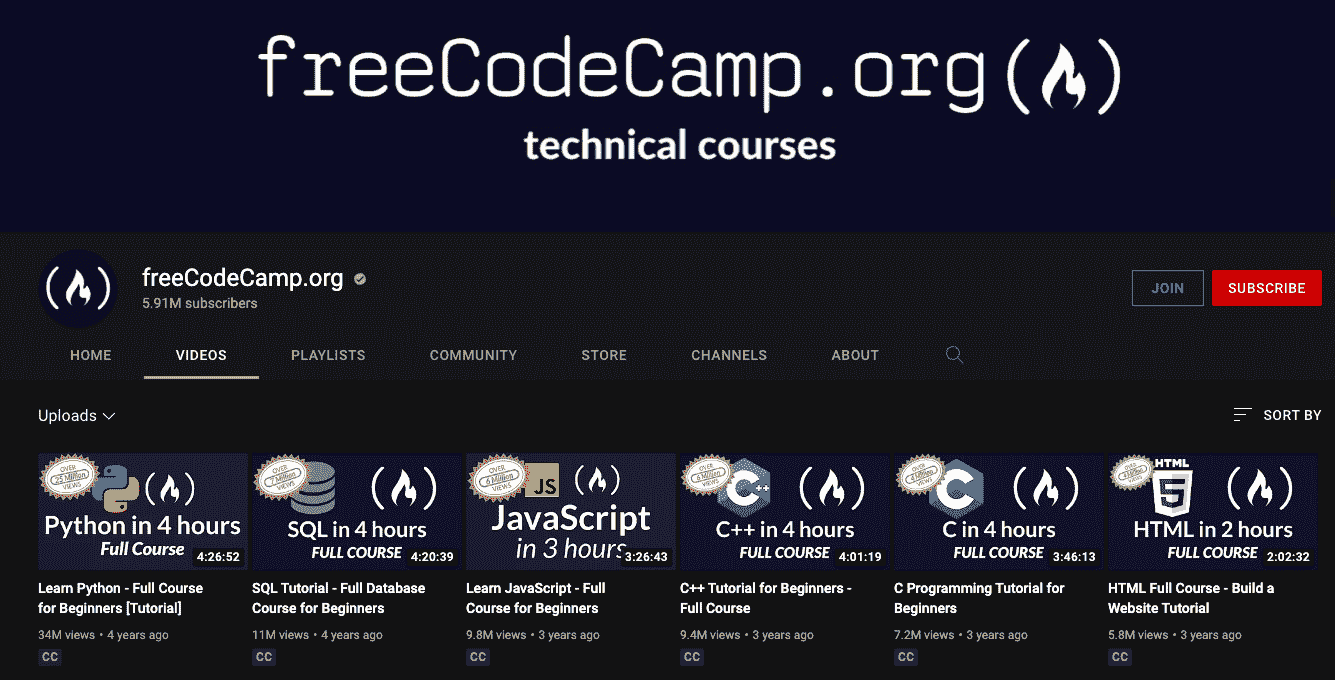 freeCodeCamp.org
technical courses
freeCodeCamp.org
5.91M subscribers
JOIN
SUBSCRIBE
HOME
VIDEOS
PLAYLISTS
COMMUNITY
STORE
CHANNELS
ABOUT
Uploads
SORT BY
OVER
25 Million
VIEWS
Python in 4 hours
Full Course
4:26:52
Learn Python - Full Course
for Beginners [Tutorial]
34M views • 4 years ago
CC
OVER
7 Million
VIEWS
SQL in 4 hours
FULL COURSE
4:20:39
SQL Tutorial - Full Database
Course for Beginners
11M views • 4 years ago
CC
OVER
6 Million
VIEWS
JS
JavaScript
in 3 hours
3:26:43
Learn JavaScript - Full
Course for Beginners
9.8M views • 3 years ago
CC
OVER
Million
VIEWS
C++
C++ in 4 hours
FULL COURSE
4:01:19
C++ Tutorial for Beginners -
Full Course
9.4M views • 3 years ago
CC
OVER
Million
VIEWS
C
C in 4 hours
FULL COURSE
3:46:13
C Programming Tutorial for
Beginners
7.2M views • 3 years ago
CC
OVER
Million
VIEWS
HTML
5
HTML in 2 hours
FULL COURSE
2:02:32
HTML Full Course - Build a
Website Tutorial
5.8M views • 3 years ago
CC